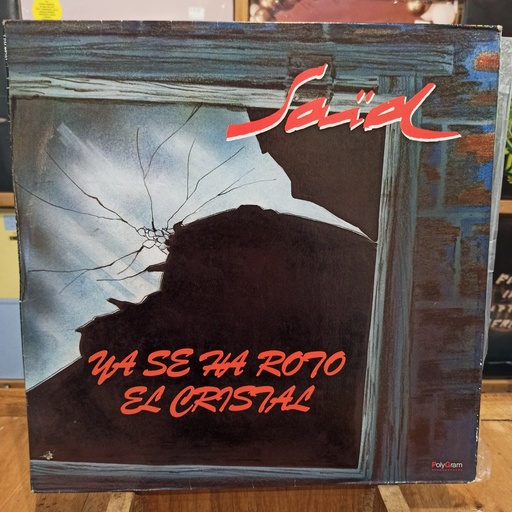 Saïd
YA SE HA ROTO
EL CRISTAL
PolyGram